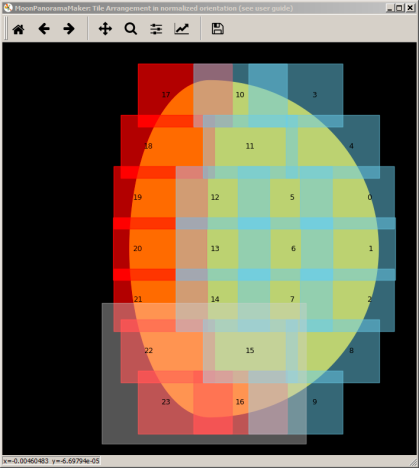 MoonPanoramaMaker: Tile Arrangement in normalized orientation (see user guide)
17 10 3
18 11 4
19 12 5 0
20 13 6 1
21 14 7 2
22 15 8
23 16 9
x=-0.00460483 y=-6.69794e-05